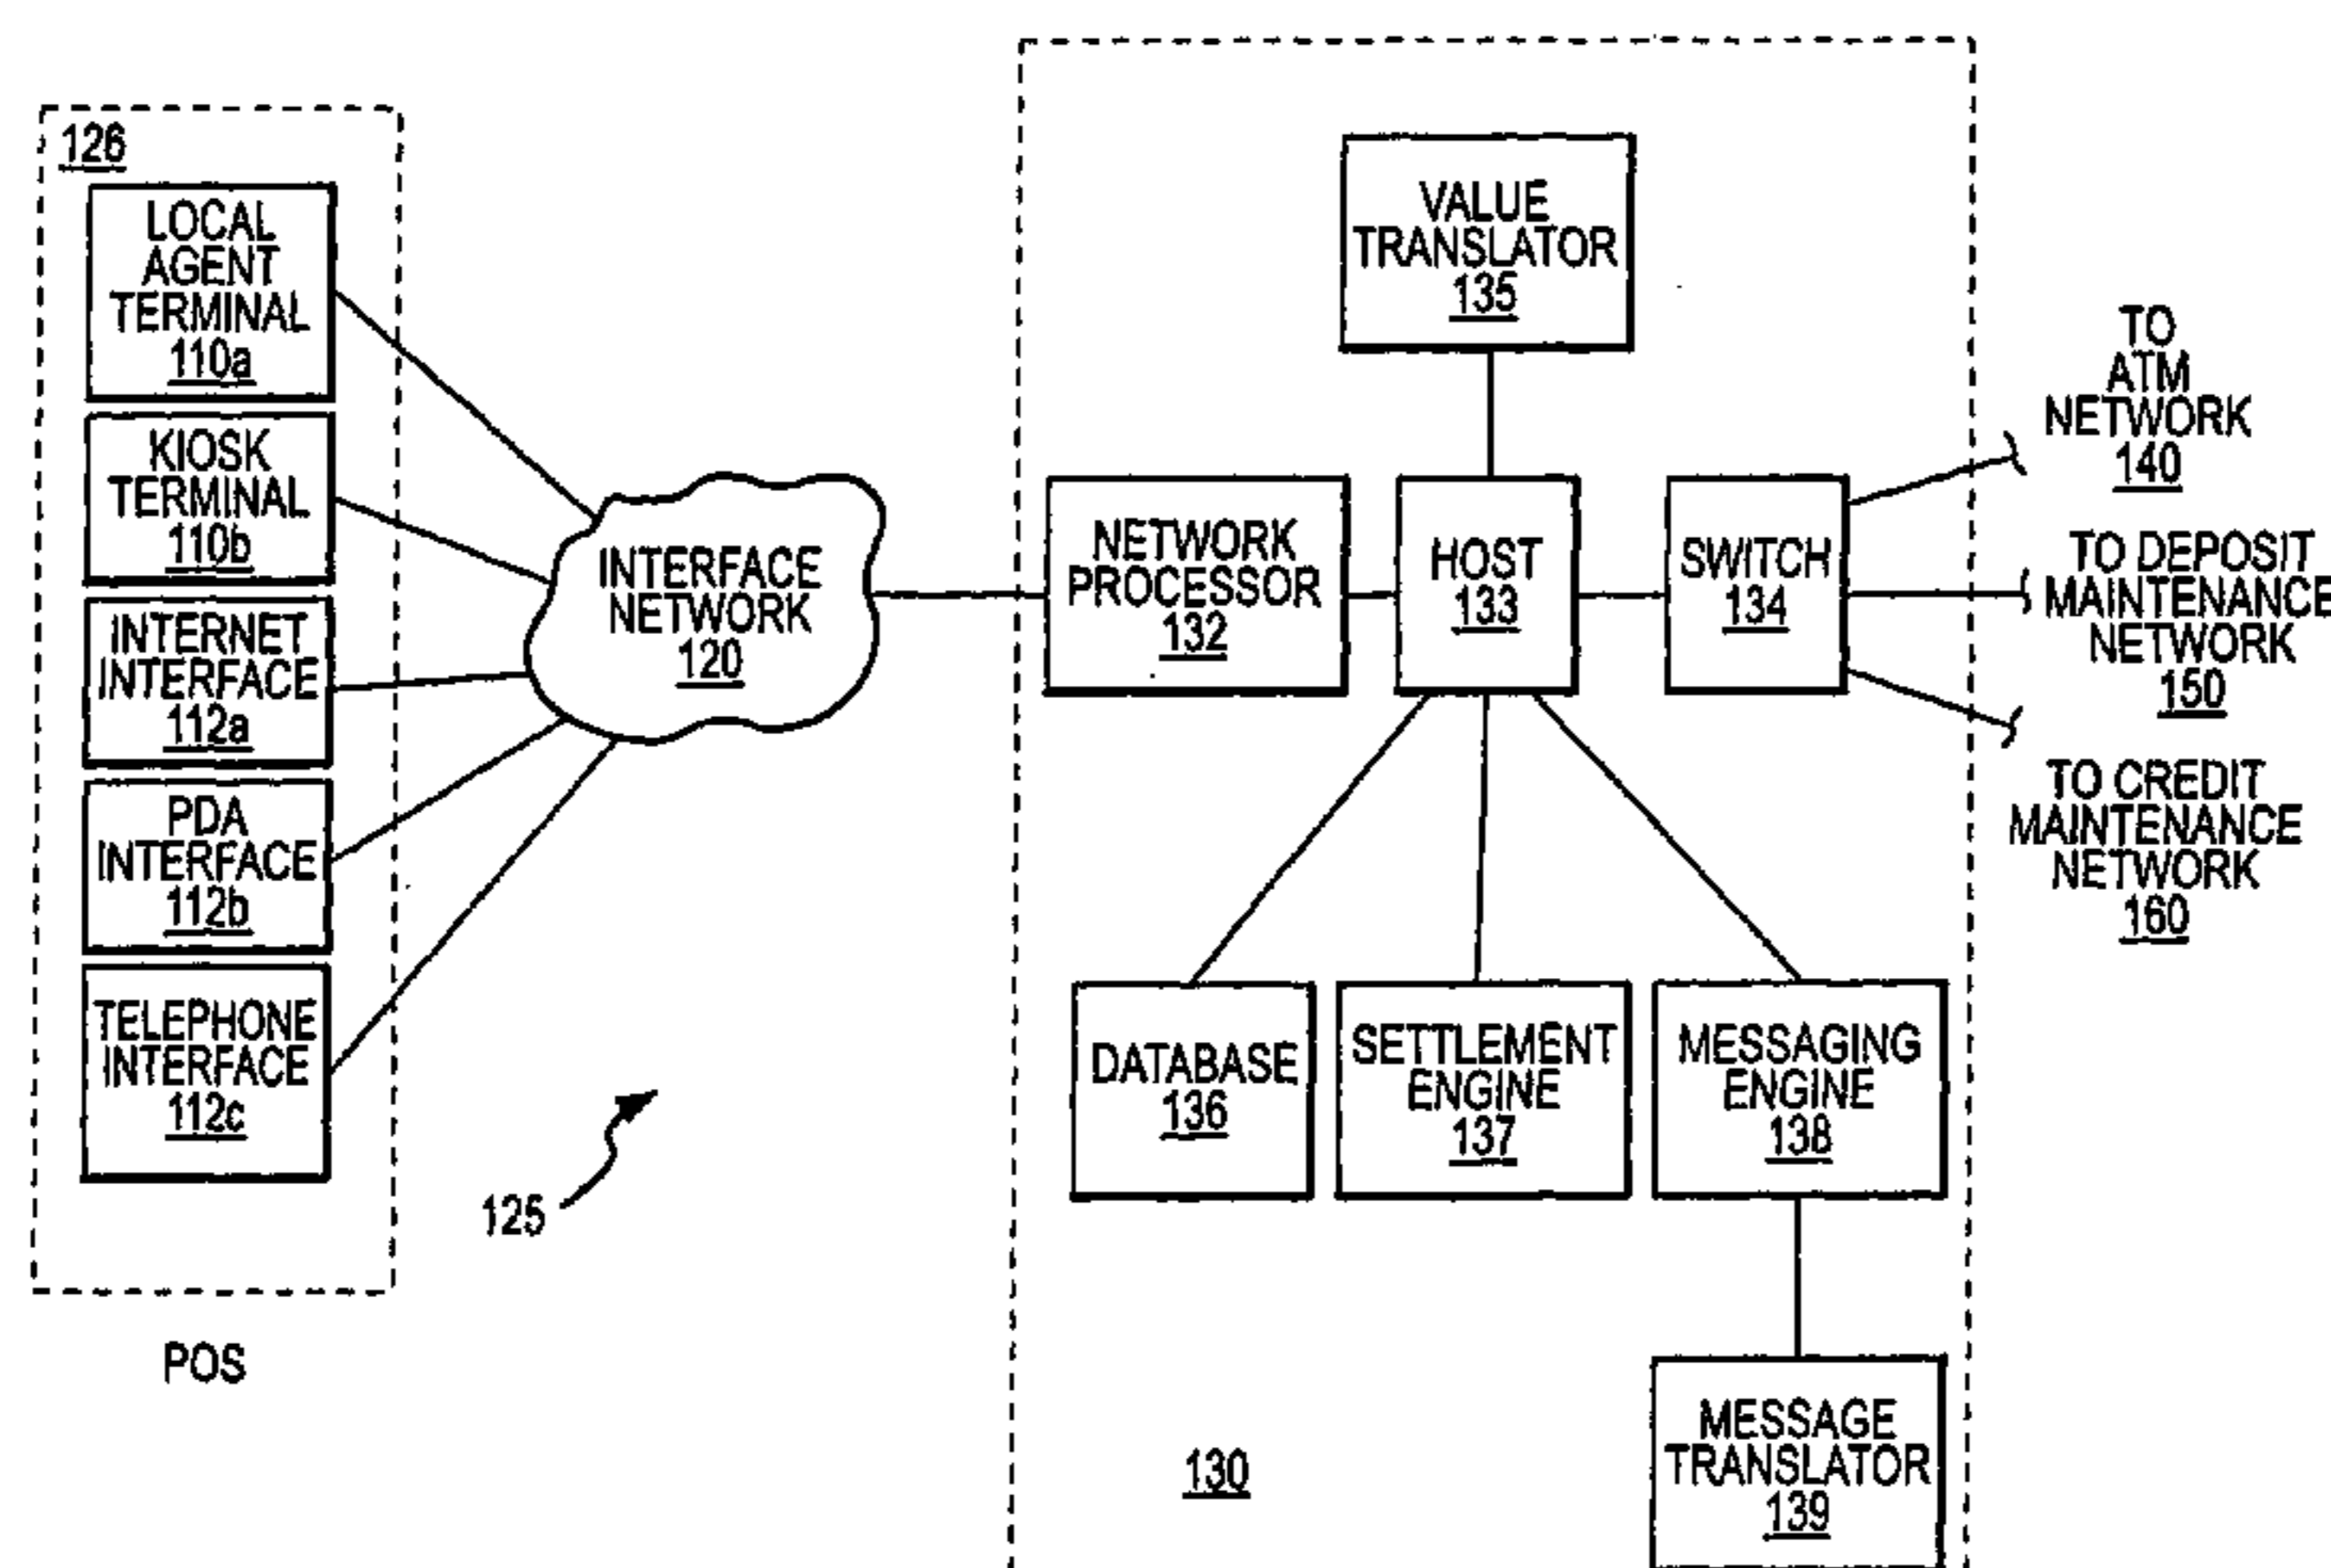 126
LOCAL
AGENT
TERMINAL
110a
KIOSK
TERMINAL
110b
INTERNET
INTERFACE
112a
PDA
INTERFACE
112b
TELEPHONE
INTERFACE
112c
POS
125
INTERFACE
NETWORK
120
VALUE
TRANSLATOR
135
NETWORK
PROCESSOR
132
HOST
133
SWITCH
134
DATABASE
136
SETTLEMENT
ENGINE
137
MESSAGING
ENGINE
138
MESSAGE
TRANSLATOR
139
130
TO
ATM
NETWORK
140
TO DEPOSIT
MAINTENANCE
NETWORK
150
TO CREDIT
MAINTENANCE
NETWORK
160